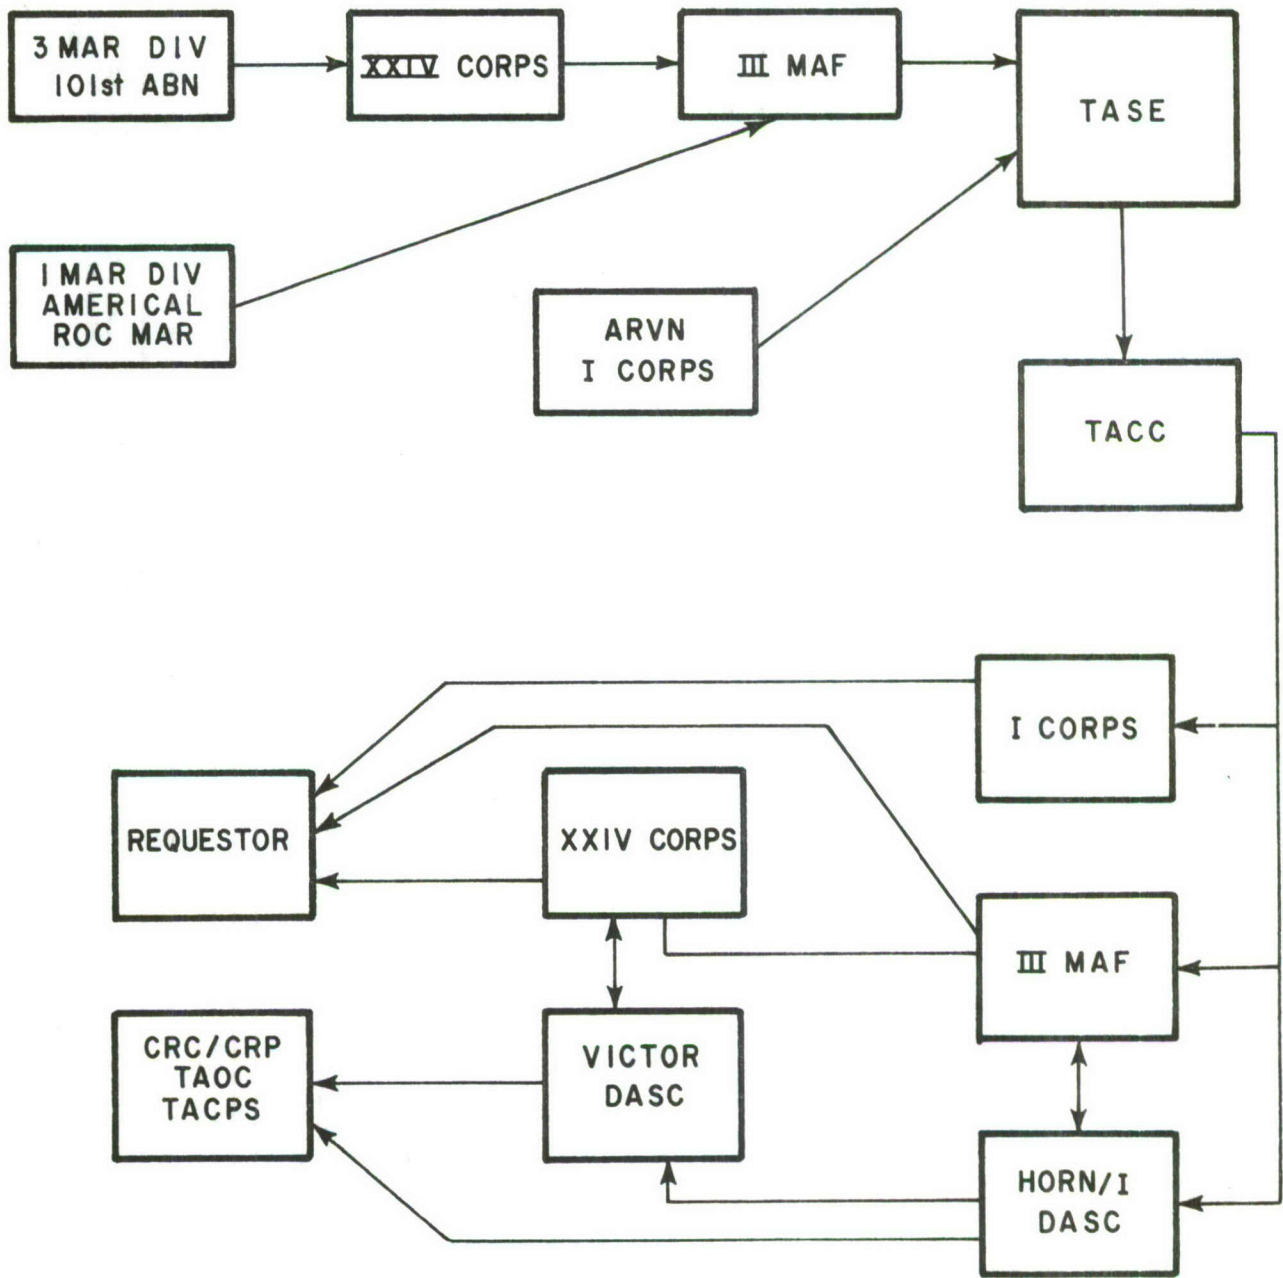 3 MAR DIV
101st ABN
XXIV CORPS
III MAF
TASE
1 MAR DIV
AMERICAL
ROC MAR
ARVN
I CORPS
TACC
I CORPS
REQUESTOR
XXIV CORPS
III MAF
CRC/CRP
TAOC
TACPS
VICTOR
DASC
HORN/I
DASC